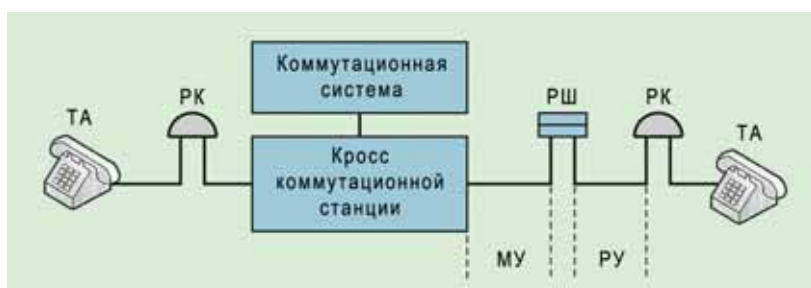 Коммутационная
система
РК
РШ
РК
ТА
ТА
Кросс
коммутационной
станции
МУ
РУ